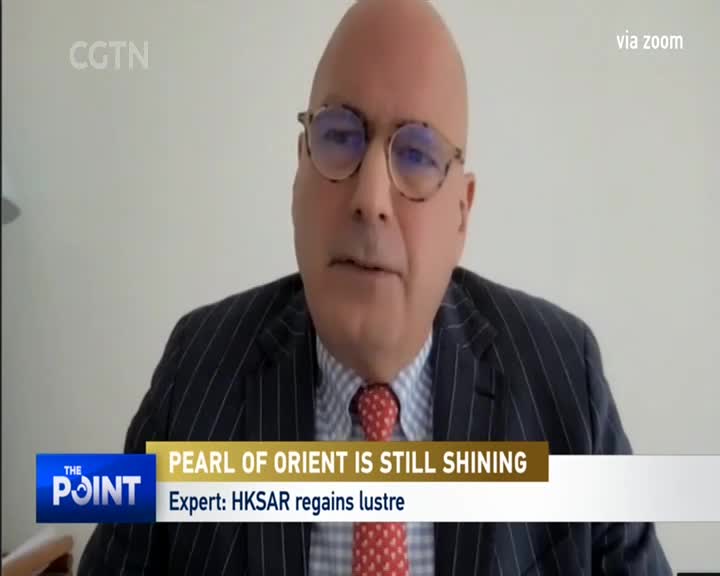 CGTN
via zoom
PEARL OF ORIENT IS STILL SHINING
THE
POINT
Expert: HKSAR regains lustre